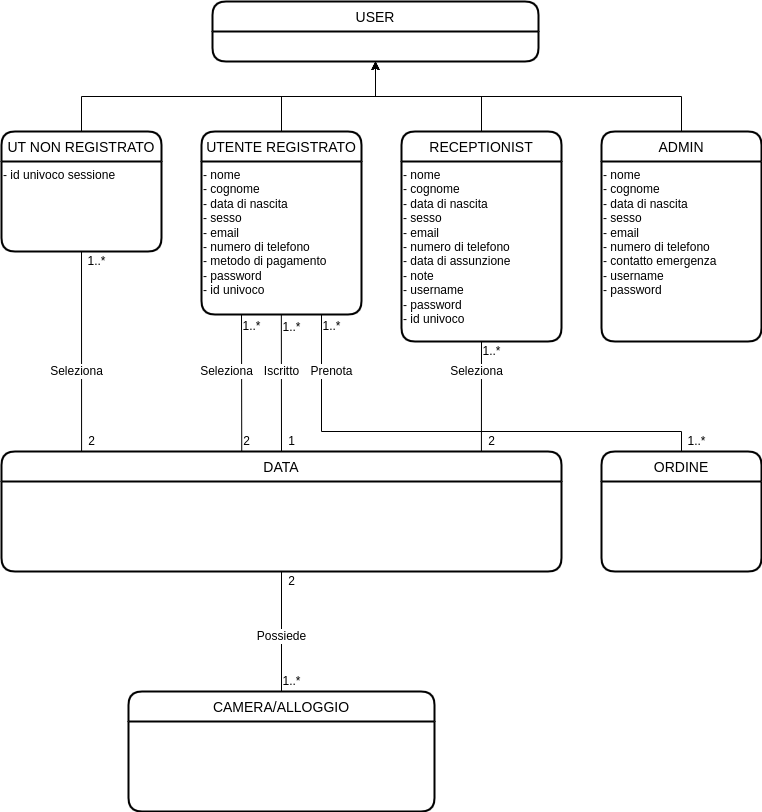 USER
UT NON REGISTRATO
- id univoco sessione
UTENTE REGISTRATO
- nome
- cognome
- data di nascita
- sesso
- email
- numero di telefono
- metodo di pagamento
- password
- id univoco
RECEPTIONIST
- nome
- cognome
- data di nascita
- sesso
- email
- numero di telefono
- data di assunzione
- note
- username
- password
- id univoco
ADMIN
- nome
- cognome
- data di nascita
- sesso
- email
- numero di telefono
- contatto emergenza
- username
- password
1..*
Seleziona
2
1..*
Seleziona
2
1..*
Iscritto
1
1..*
Prenota
1..*
1..*
Seleziona
2
DATA
ORDINE
2
Possiede
1..*
CAMERA/ALLOGGIO